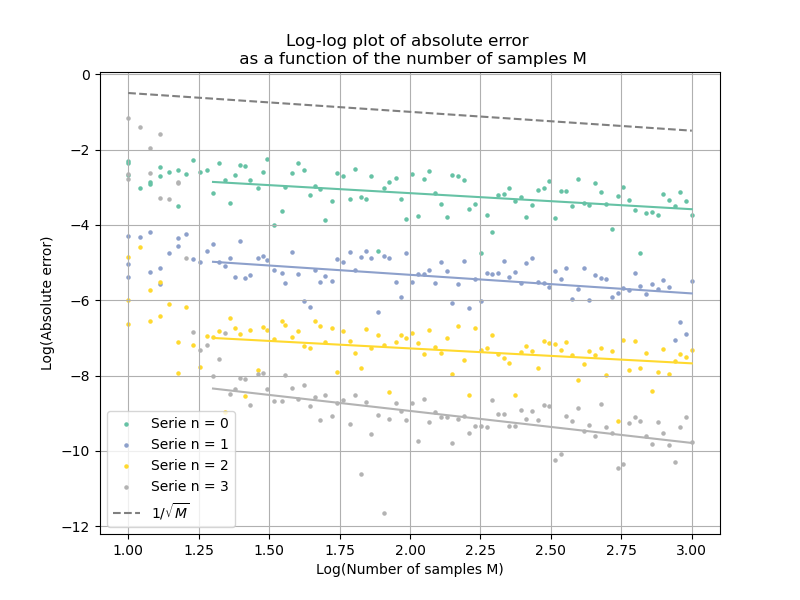 Log-log plot of absolute error
as a function of the number of samples M
Log(Absolute error)
0
−2
−4
−6
−8
−10
−12
Serie n = 0
Serie n = 1
Serie n = 2
Serie n = 3
1/√M
1.00 1.25 1.50 1.75 2.00 2.25 2.50 2.75 3.00
Log(Number of samples M)